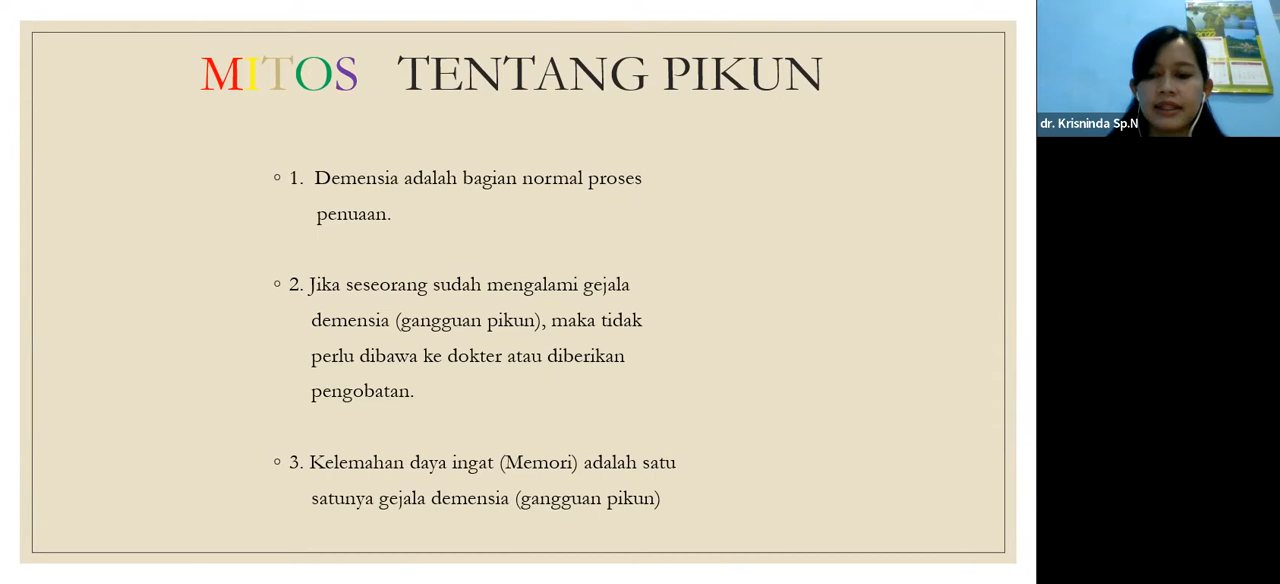 MITOS TENTANG PIKUN
1. Demensia adalah bagian normal proses
penuaan.
2. Jika seseorang sudah mengalami gejala
demensia (gangguan pikun), maka tidak
perlu dibawa ke dokter atau diberikan
pengobatan.
3. Kelemahan daya ingat (Memori) adalah satu
satunya gejala demensia (gangguan pikun)
dr. Krisninda Sp.N